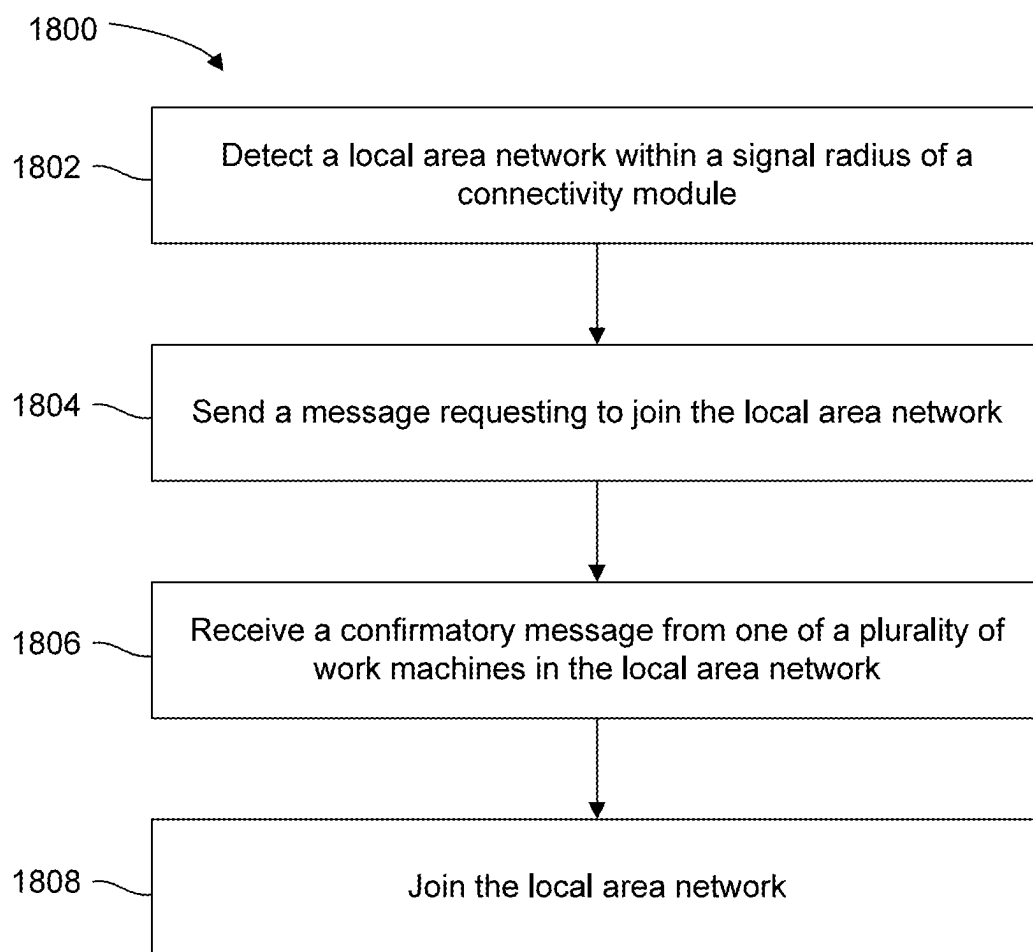 1800
1802
Detect a local area network within a signal radius of a
connectivity module
1804
Send a message requesting to join the local area network
1806
Receive a confirmatory message from one of a plurality of
work machines in the local area network
1808
Join the local area network